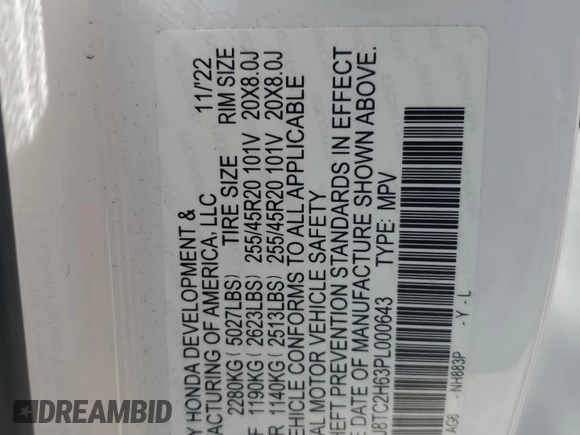 Y HONDA DEVELOPMENT & 11/22
ACTURING OF AMERICA, LLC
TIRE SIZE RIM SIZE
2280KG ( 5027LBS)
F 1190KG ( 2623LBS) 255/45R20 101V 20X8.0J
R 1140KG ( 2513LBS) 255/45R20 101V 20X8.0J
EHICLE CONFORMS TO ALL APPLICABLE
AL MOTOR VEHICLE SAFETY
HEFT PREVENTION STANDARDS IN EFFECT
E DATE OF MANUFACTURE SHOWN ABOVE.
J8TC2H63PL000643 TYPE: MPV
AG6 -NH883P -Y-L
DREAMBID